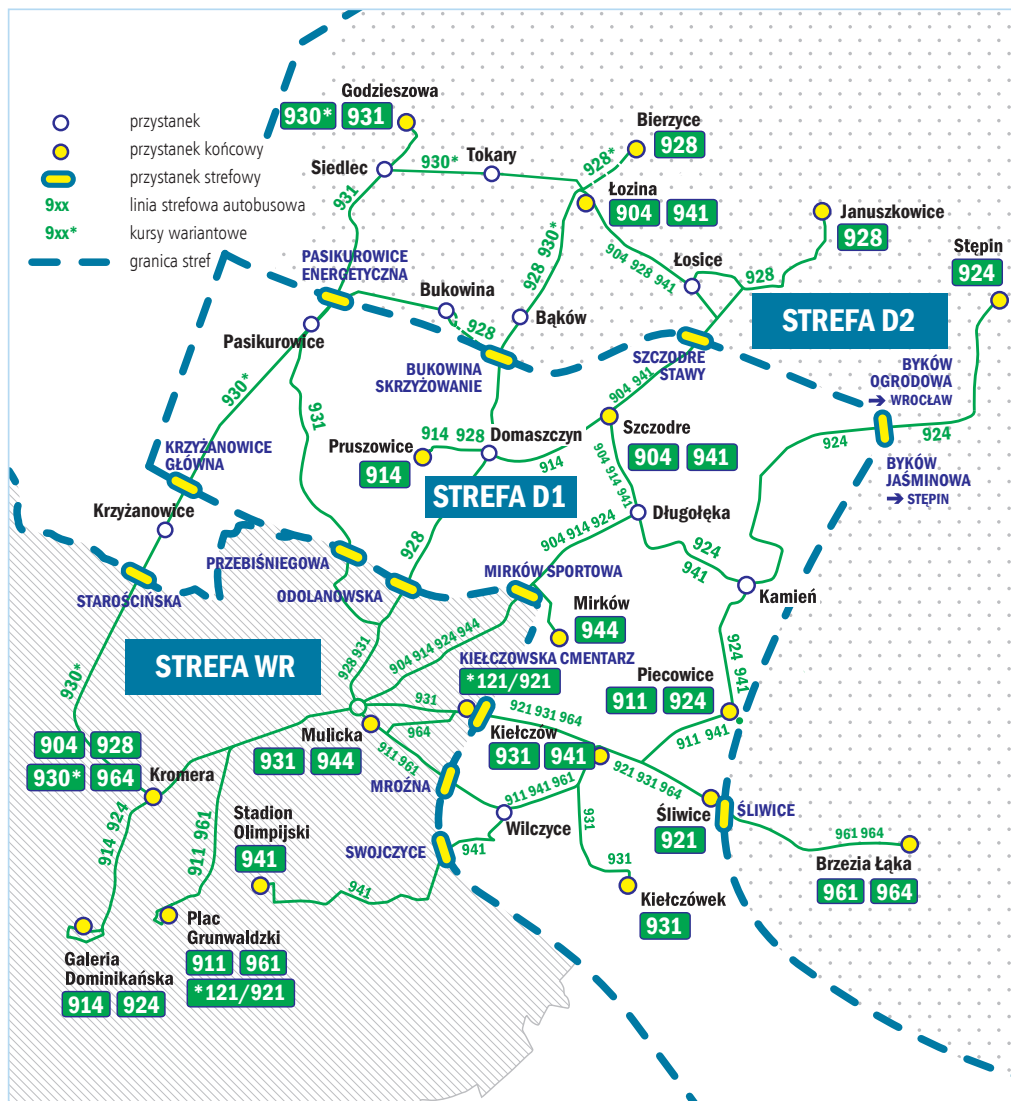 Godzieszowa
930* 931
Bierzyce
928
przystanek
przystanek końcowy
przystanek strefowy
9xx linia strefowa autobusowa
9xx* kursy wariantowe
granica stref
Siedlec
930*
Tokary
928*
931
Łozina
904 941
Januszkowice
928
Stępin
924
PASIKUROWICE
ENERGETYCZNA
928 930*
904 928 941
Łosice
928
Bukowina
928
Bąków
STREFA D2
Pasikurowice
BUKOWINA
SKRZYŻOWANIE
SZCZODRE
STAWY
BYKÓW
OGRODOWA
➔ WROCŁAW
930*
931
904 941
924
924
KRZYŻANOWICE
GŁÓWNA
Pruszowice
914
914 928
Domaszczyn
914
Szczodre
904 941
BYKÓW
JAŚMINOWA
➔ STĘPIN
STREFA D1
904 914 941
Krzyżanowice
Długołęka
928
904 914 924
924
941
PRZEBIŚNIEGOWA
STAROŚCIŃSKA
ODOLANOWSKA
MIRKÓW SPORTOWA
Kamień
Mirków
944
STREFA WR
928 931
904 914 924 944
924 941
KIEŁCZOWSKA CMENTARZ
*121/921
Piecowice
911 924
930*
931
921 931 964
964
Mulicka
931 944
911 961
Kiełczów
931 941
911 941
904 928
930* 964
Kromera
MROŹNA
921 931 964
911 941 961
Śliwice
921
ŚLIWICE
914 924
911 961
Stadion
Olimpijski
941
Wilczyce
931
961 964
SWOJCZYCE
941
941
931
Brzezia Łąka
961 964
Kiełczówek
931
Plac
Grunwaldzki
911 961
*121/921
Galeria
Dominikańska
914 924